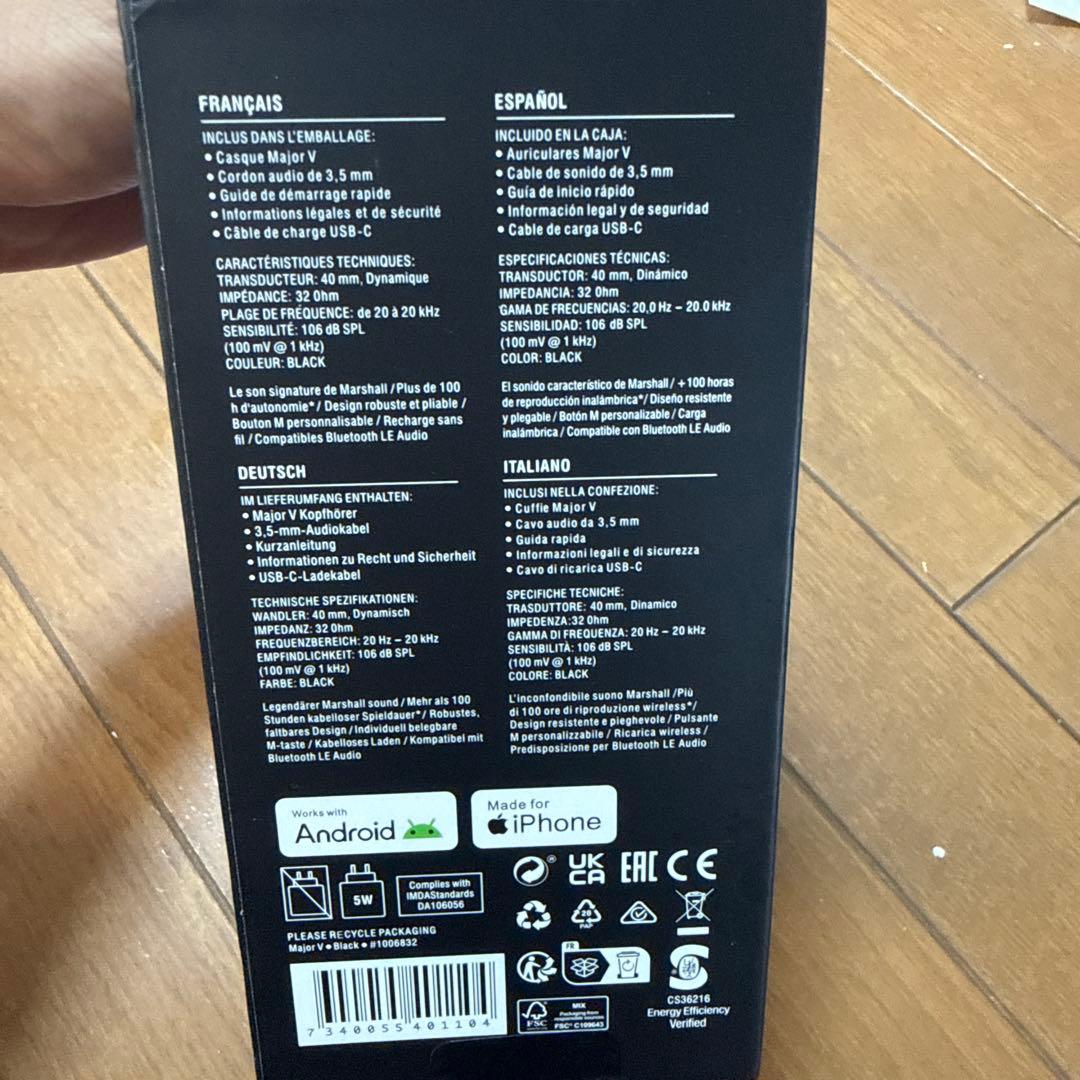 FRANÇAIS
INCLUS DANS L'EMBALLAGE:
• Casque Major V
• Cordon audio de 3,5 mm
• Guide de démarrage rapide
• Informations légales et de sécurité
• Câble de charge USB-C
CARACTÉRISTIQUES TECHNIQUES:
TRANSDUCTEUR: 40 mm, Dynamique
IMPÉDANCE: 32 Ohm
PLAGE DE FRÉQUENCE: de 20 à 20 kHz
SENSIBILITÉ: 106 dB SPL
(100 mV @ 1 kHz)
COULEUR: BLACK
Le son signature de Marshall / Plus de 100
h d'autonomie* / Design robuste et pliable /
Bouton M personnalisable / Recharge sans
fil / Compatibles Bluetooth LE Audio
ESPAÑOL
INCLUIDO EN LA CAJA:
• Auriculares Major V
• Cable de sonido de 3,5 mm
• Guía de inicio rápido
• Información legal y de seguridad
• Cable de carga USB-C
ESPECIFICACIONES TÉCNICAS:
TRANSDUCTOR: 40 mm, Dinámico
IMPEDANCIA: 32 Ohm
GAMA DE FRECUENCIAS: 20,0 Hz – 20.0 kHz
SENSIBILIDAD: 106 dB SPL
(100 mV @ 1 kHz)
COLOR: BLACK
El sonido característico de Marshall / +100 horas
de reproducción inalámbrica*/ Diseño resistente
y plegable / Botón M personalizable / Carga
inalámbrica / Compatible con Bluetooth LE Audio
DEUTSCH
IM LIEFERUMFANG ENTHALTEN:
• Major V Kopfhörer
• 3,5-mm-Audiokabel
• Kurzanleitung
• Informationen zu Recht und Sicherheit
• USB-C-Ladekabel
TECHNISCHE SPEZIFIKATIONEN:
WANDLER: 40 mm, Dynamisch
IMPEDANZ: 32 Ohm
FREQUENZBEREICH: 20 Hz – 20 kHz
EMPFINDLICHKEIT: 106 dB SPL
(100 mV @ 1 kHz)
FARBE: BLACK
Legendärer Marshall sound / Mehr als 100
Stunden kabelloser Spieldauer* / Robustes,
faltbares Design / Individuell belegbare
M-taste / Kabelloses Laden / Kompatibel mit
Bluetooth LE Audio
ITALIANO
INCLUSI NELLA CONFEZIONE:
• Cuffie Major V
• Cavo audio da 3,5 mm
• Guida rapida
• Informazioni legali e di sicurezza
• Cavo di ricarica USB-C
SPECIFICHE TECNICHE:
TRASDUTTORE: 40 mm, Dinamico
IMPEDENZA:32 Ohm
GAMMA DI FREQUENZA: 20 Hz – 20 kHz
SENSIBILITÀ: 106 dB SPL
(100 mV @ 1 kHz)
COLORE: BLACK
L'inconfondibile suono Marshall /Più
di 100 ore di riproduzione wireless*/
Design resistente e pieghevole / Pulsante
M personalizzabile / Ricarica wireless /
Predisposizione per Bluetooth LE Audio
Works with
Android
Made for
iPhone
5W
Complies with
IMDAStandards
DA106056
UK
CA
EAC
CE
20
PAP
PLEASE RECYCLE PACKAGING
Major V • Black • #1006832
7 340055 401104
FR
FSC
MIX
Packaging from
responsible sources
FSC® C109643
CS36216
Energy Efficiency
Verified